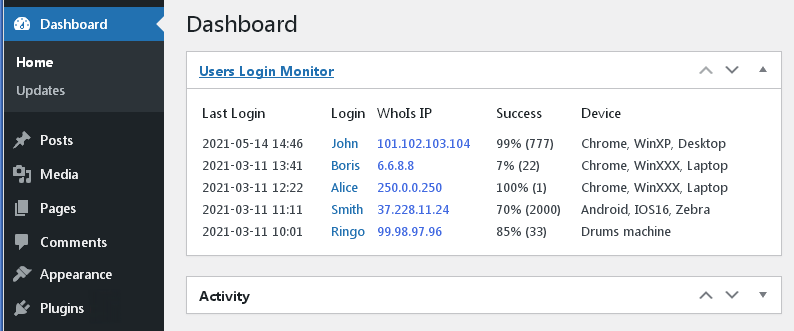 Dashboard
Home
Updates
Posts
Media
Pages
Comments
Appearance
Plugins
Dashboard
Users Login Monitor
Last Login Login WhoIs IP Success Device
2021-05-14 14:46 John 101.102.103.104 99% (777) Chrome, WinXP, Desktop
2021-03-11 13:41 Boris 6.6.8.8 7% (22) Chrome, WinXXX, Laptop
2021-03-11 12:22 Alice 250.0.0.250 100% (1) Chrome, WinXXX, Laptop
2021-03-11 11:11 Smith 37.228.11.24 70% (2000) Android, IOS16, Zebra
2021-03-11 10:01 Ringo 99.98.97.96 85% (33) Drums machine
Activity